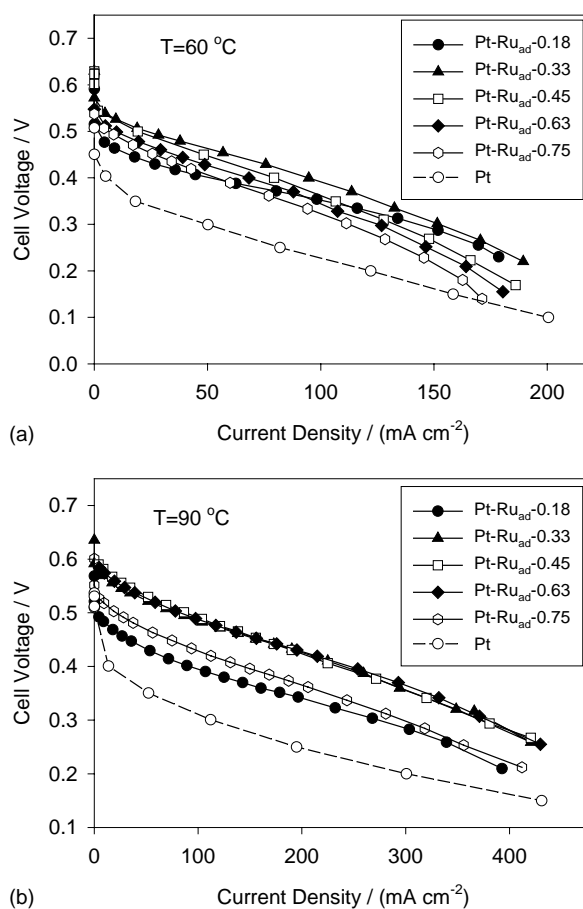 T=60 °C
Pt-Ru_ad-0.18
Pt-Ru_ad-0.33
Pt-Ru_ad-0.45
Pt-Ru_ad-0.63
Pt-Ru_ad-0.75
Pt
Cell Voltage / V
0.7
0.6
0.5
0.4
0.3
0.2
0.1
0.0
0 50 100 150 200
(a) Current Density / (mA cm⁻²)
T=90 °C
Pt-Ru_ad-0.18
Pt-Ru_ad-0.33
Pt-Ru_ad-0.45
Pt-Ru_ad-0.63
Pt-Ru_ad-0.75
Pt
Cell Voltage / V
0.7
0.6
0.5
0.4
0.3
0.2
0.1
0 100 200 300 400
(b) Current Density / (mA cm⁻²)